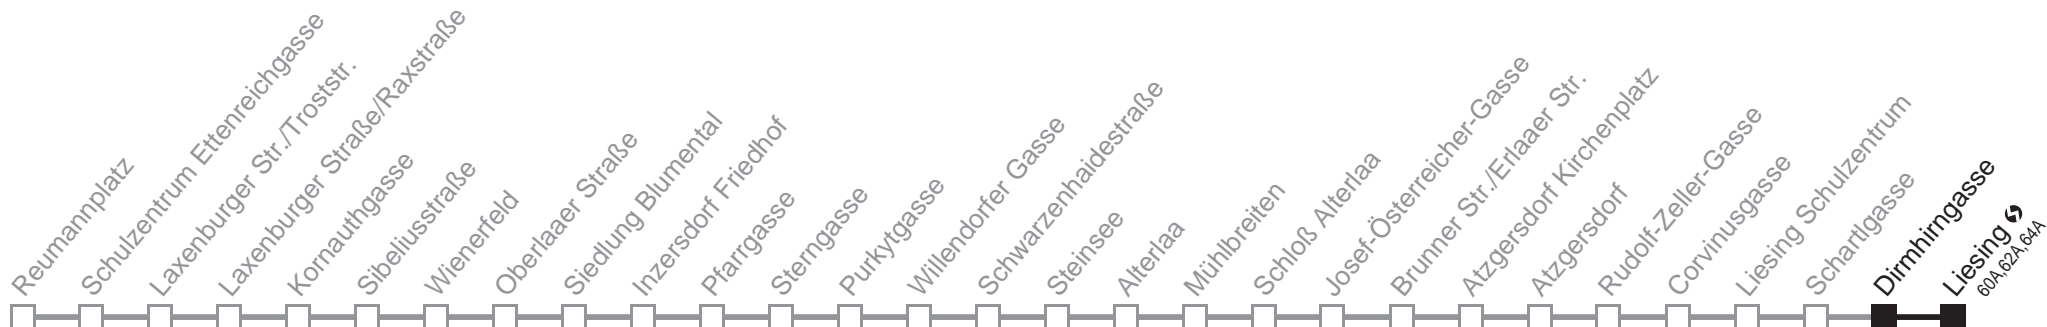 Reumannplatz
Schulzentrum Ettenreichgasse
Laxenburger Str./Troststr.
Laxenburger Straße/Raxstraße
Kornauthgasse
Sibeliusstraße
Wienerfeld
Oberlaaer Straße
Siedlung Blumental
Inzersdorf Friedhof
Pfarrgasse
Sterngasse
Purkytgasse
Willendorfer Gasse
Schwarzenhaidestraße
Steinsee
Alterlaa
Mühlbreiten
Schloß Alterlaa
Josef-Österreicher-Gasse
Brunner Str./Erlaaer Str.
Atzgersdorf Kirchenplatz
Atzgersdorf
Rudolf-Zeller-Gasse
Corvinusgasse
Liesing Schulzentrum
Schartlgasse
Dirmhirngasse
Liesing
60A,62A,64A